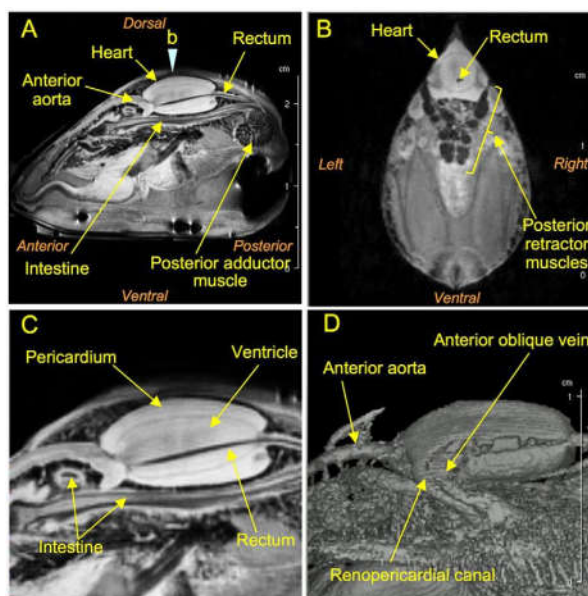 A
Dorsal
b
Heart
Rectum
Anterior
aorta
cm
2
1
0
Anterior
Posterior
Intestine
Posterior adductor
muscle
Ventral
B
Heart
Rectum
cm
1
Left
Right
Posterior
retractor
muscles
Ventral
0
C
Pericardium
Ventricle
Intestine
Rectum
D
Anterior oblique vein
Anterior aorta
1
Renopericardial canal